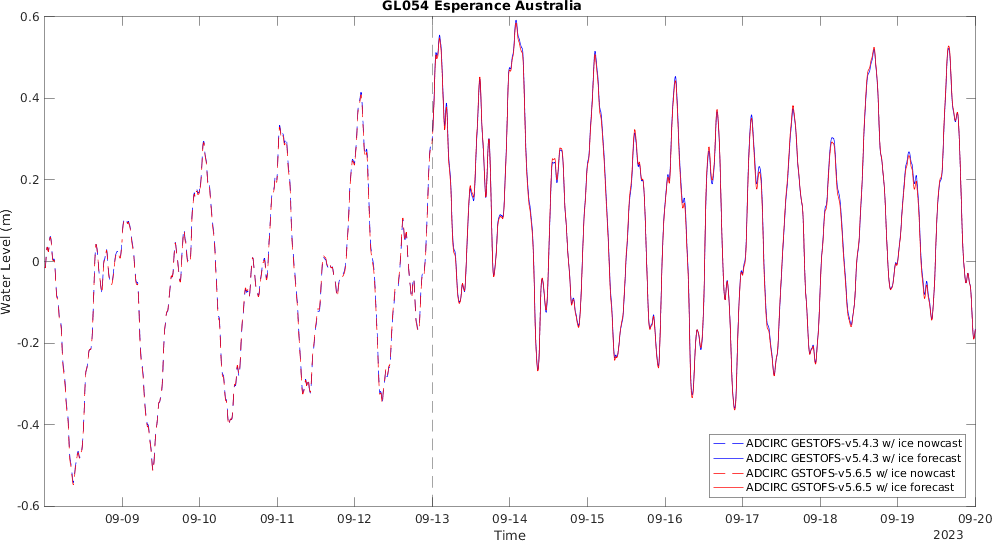 GL054 Esperance Australia
0.6
0.4
0.2
0
-0.2
-0.4
-0.6
Water Level (m)
09-09
09-10
09-11
09-12
09-13
09-14
09-15
09-16
09-17
09-18
09-19
09-20
Time
2023
ADCIRC GESTOFS-v5.4.3 w/ ice nowcast
ADCIRC GESTOFS-v5.4.3 w/ ice forecast
ADCIRC GSTOFS-v5.6.5 w/ ice nowcast
ADCIRC GSTOFS-v5.6.5 w/ ice forecast